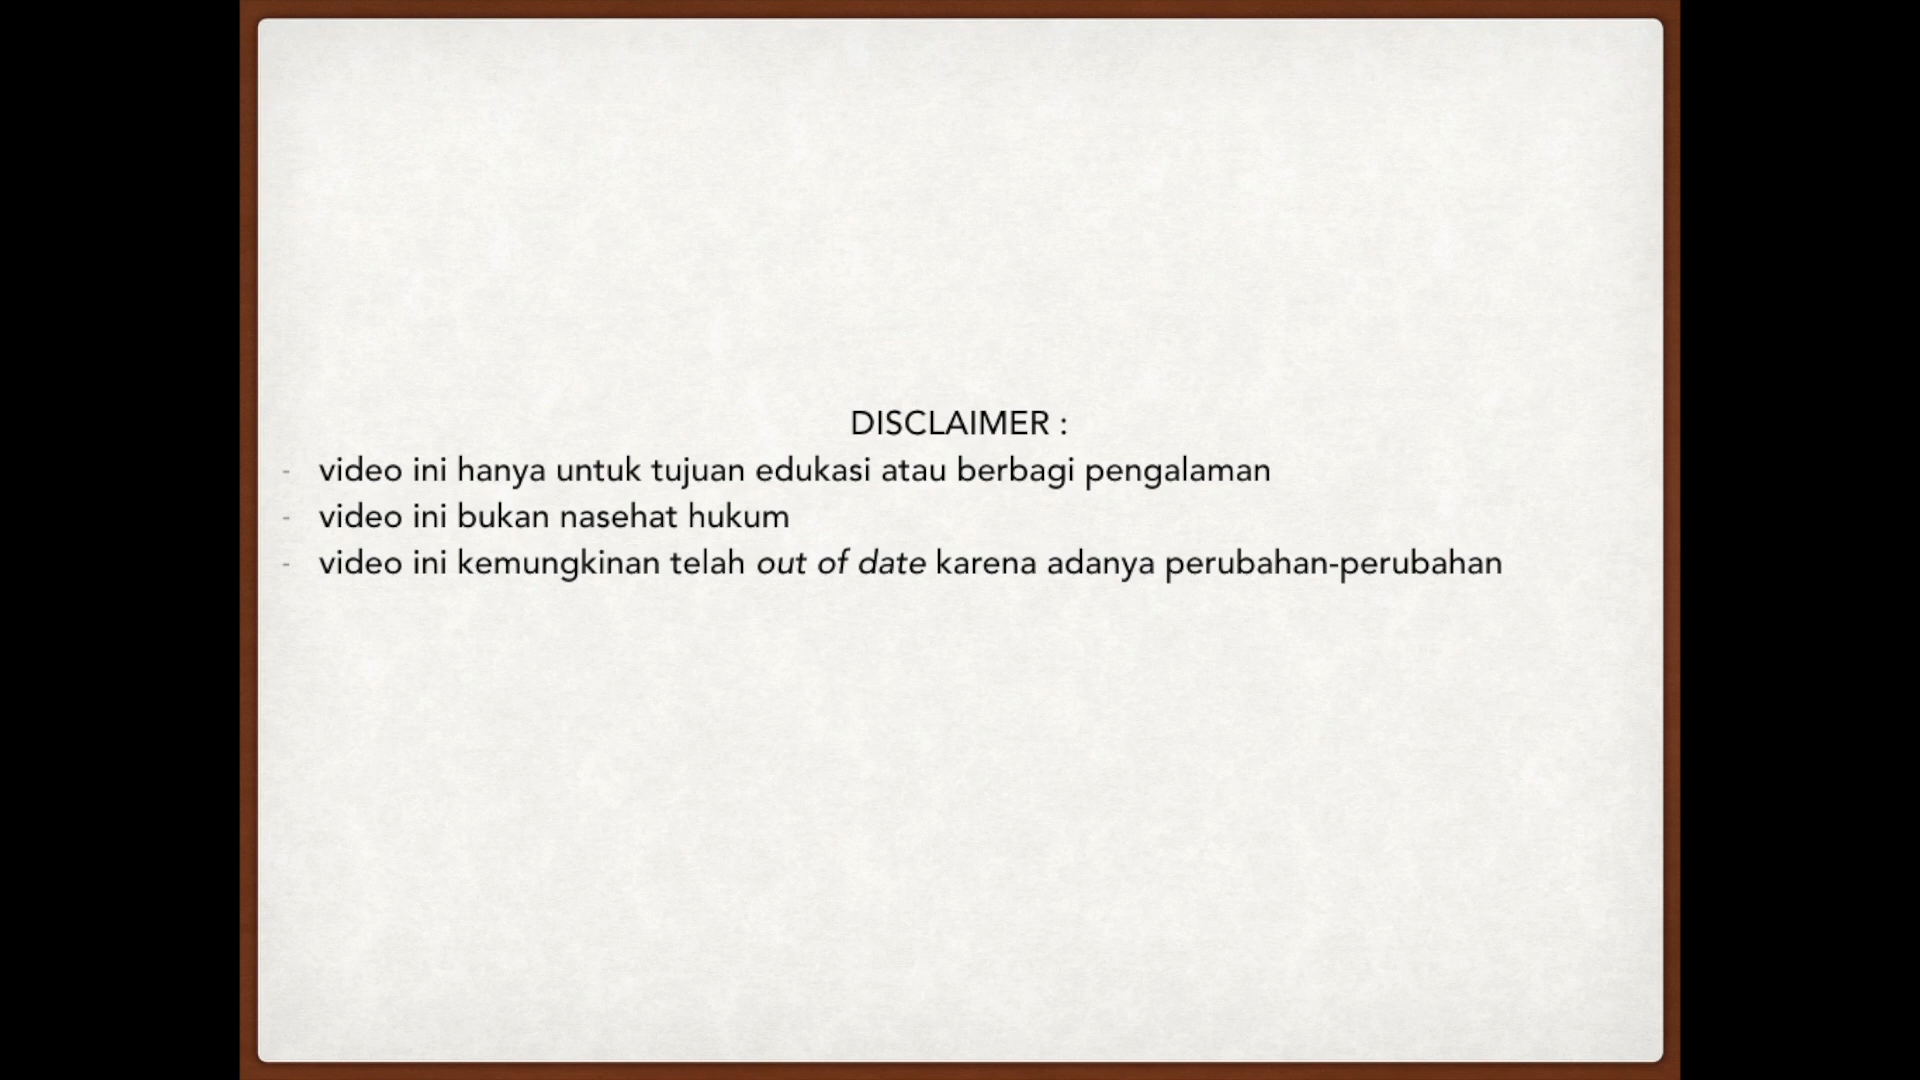 DISCLAIMER :
- video ini hanya untuk tujuan edukasi atau berbagi pengalaman
- video ini bukan nasehat hukum
- video ini kemungkinan telah out of date karena adanya perubahan-perubahan